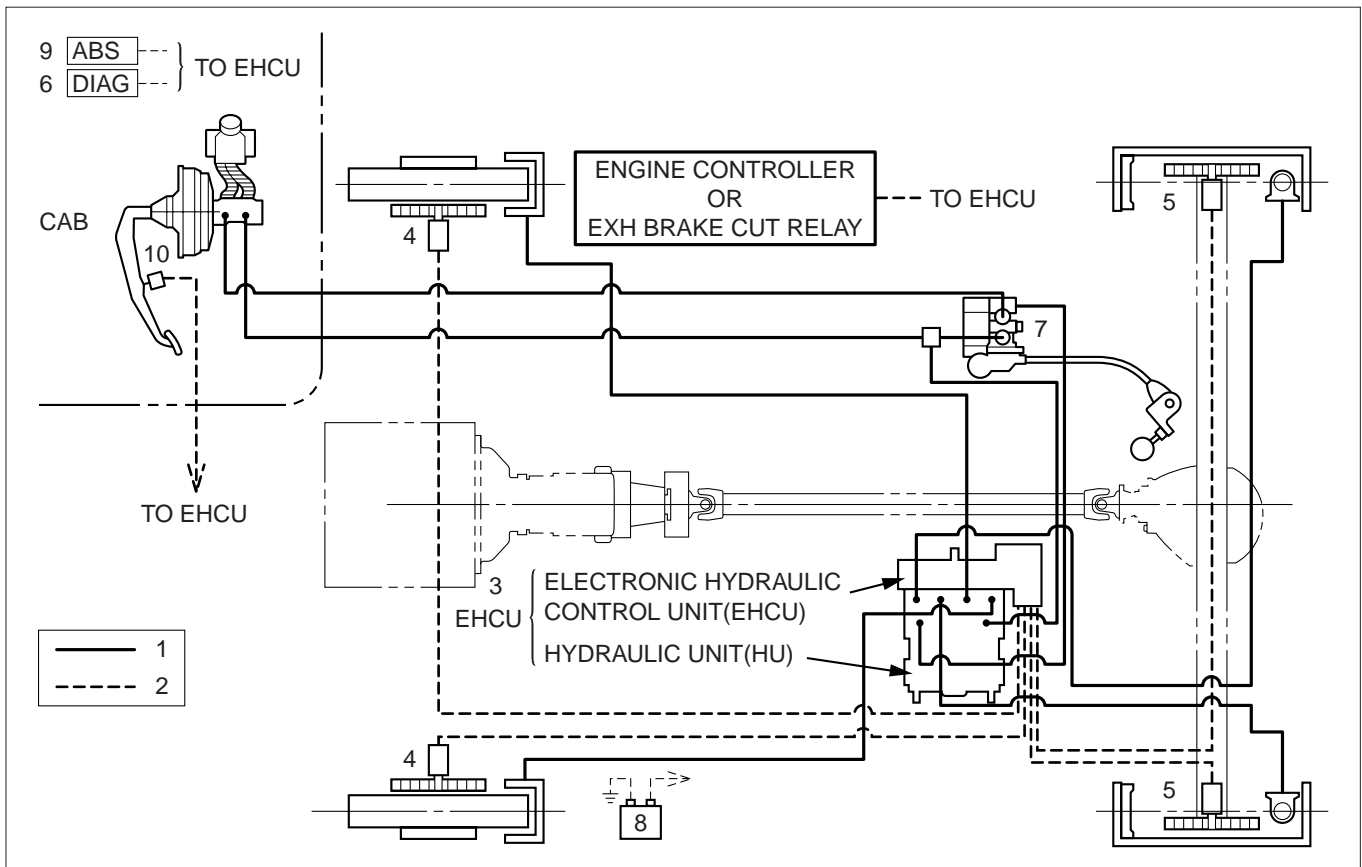 9 ABS
6 DIAG
TO EHCU
CAB
10
TO EHCU
4
ENGINE CONTROLLER
OR
EXH BRAKE CUT RELAY
TO EHCU
5
7
3
EHCU
ELECTRONIC HYDRAULIC
CONTROL UNIT(EHCU)
HYDRAULIC UNIT(HU)
1
2
4
8
5